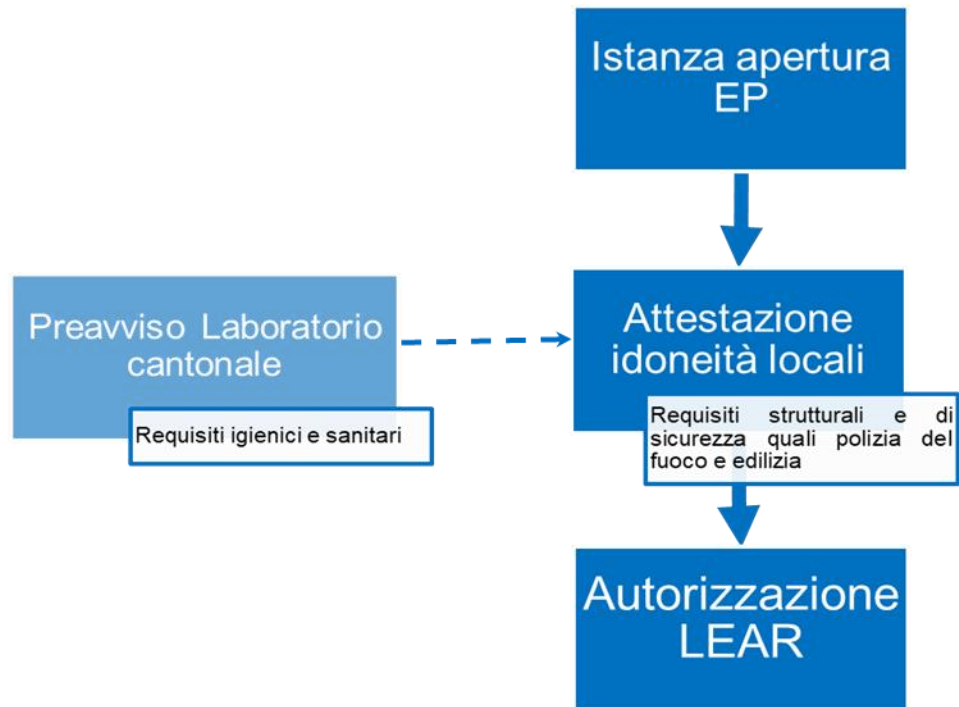 Istanza apertura
EP
Preavviso Laboratorio
cantonale
Requisiti igienici e sanitari
Attestazione
idoneità locali
Requisiti strutturali e di
sicurezza quali polizia del
fuoco e edilizia
Autorizzazione
LEAR